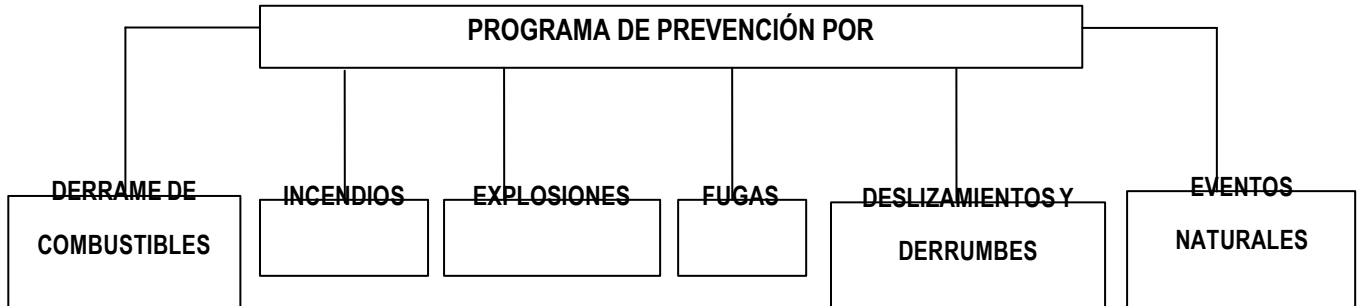 PROGRAMA DE PREVENCIÓN POR
DERRAME DE
COMBUSTIBLES
INCENDIOS
EXPLOSIONES
FUGAS
DESLIZAMIENTOS Y
DERRUMBES
EVENTOS
NATURALES